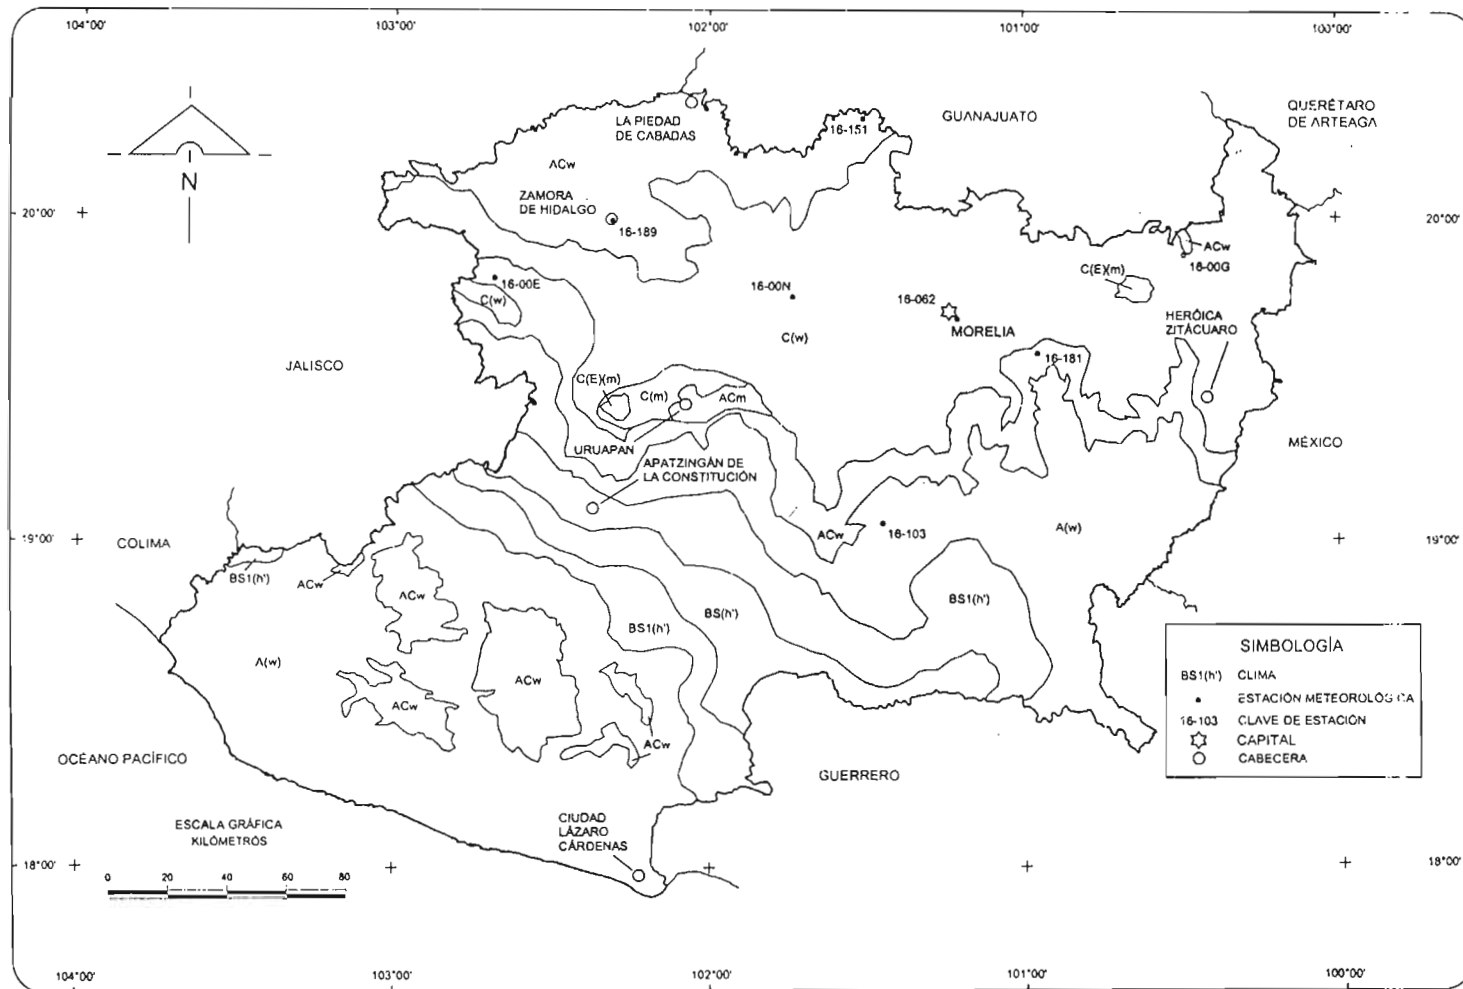 104°00'
103°00'
102°00'
101°00'
100°00'
N
LA PIEDAD
DE CABADAS
16-151
GUANAJUATO
QUERÉTARO
DE ARTEAGA
ACw
ZAMORA
DE HIDALGO
16-189
20°00'
20°00'
ACw
16-00G
C(E)(m)
16-00E
C(w)
16-00N
16-062
MORELIA
HERÓICA
ZITÁCUARO
C(w)
16-181
JALISCO
C(E)(m)
C(m)
ACm
URUAPAN
MÉXICO
APATZINGÁN DE
LA CONSTITUCIÓN
19°00'
COLIMA
ACw
16-103
A(w)
19°00'
BS1(h')
ACw
ACw
BS1(h')
BS(h')
BS1(h')
A(w)
ACw
ACw
ACw
SIMBOLOGÍA
BS1(h') CLIMA
ESTACIÓN METEOROLÓGICA
16-103 CLAVE DE ESTACIÓN
CAPITAL
CABECERA
OCÉANO PACÍFICO
GUERRERO
ESCALA GRÁFICA
KILÓMETROS
0 20 40 60 80
CIUDAD
LÁZARO
CÁRDENAS
18°00'
18°00'
104°00'
103°00'
102°00'
101°00'
100°00'